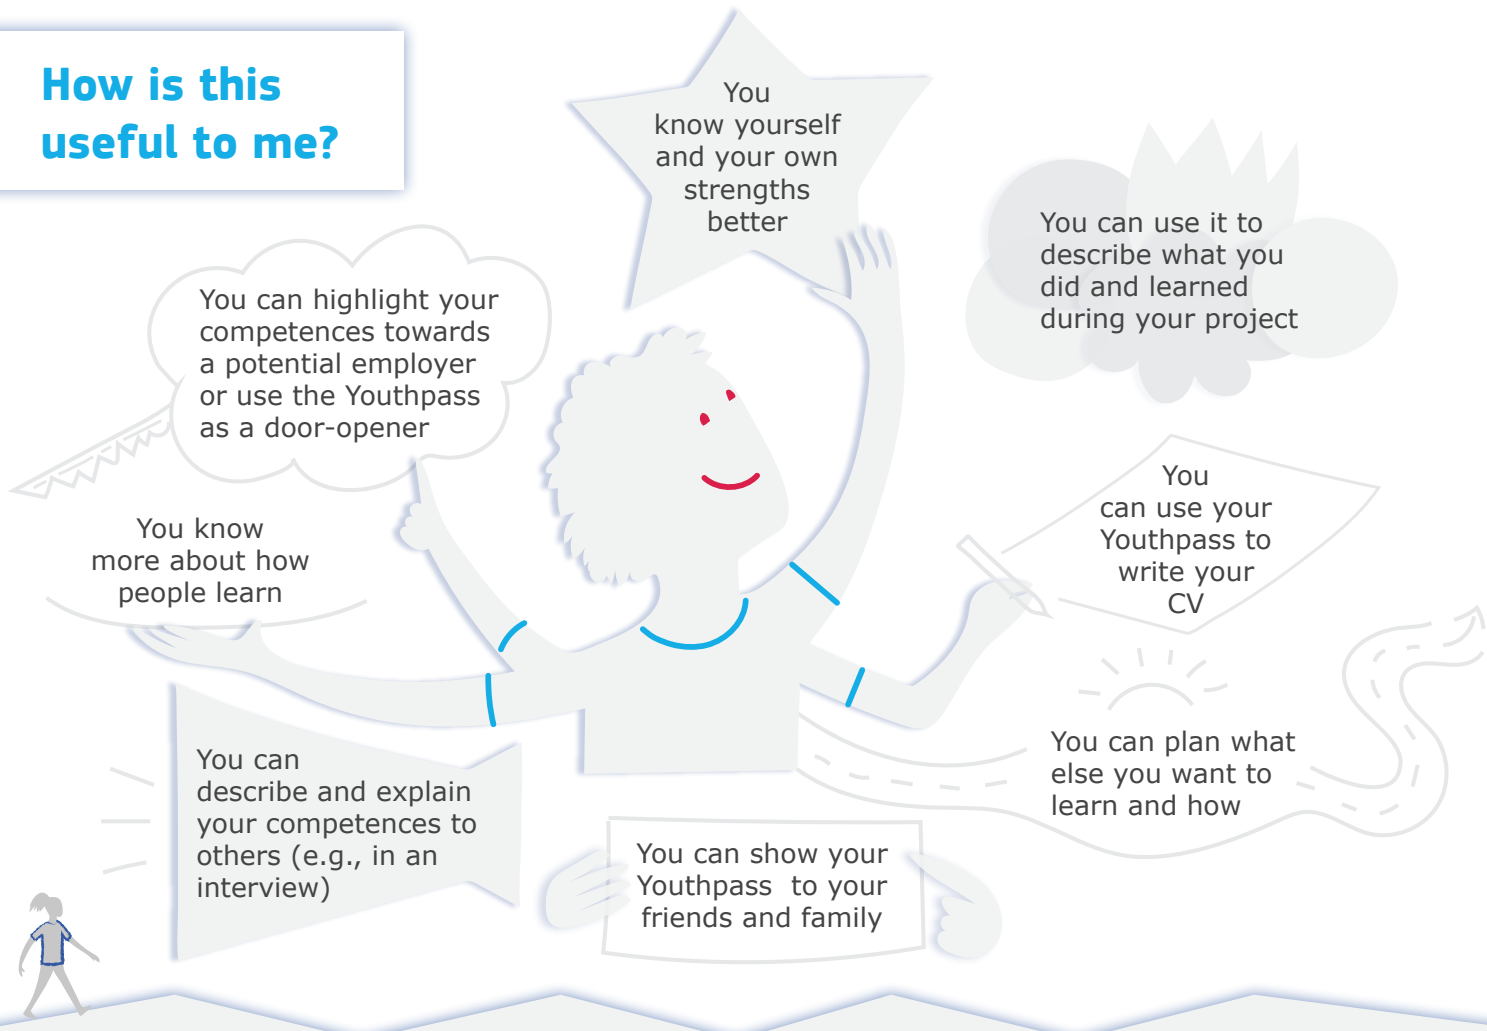 How is this
useful to me?
You
know yourself
and your own
strengths
better
You can use it to
describe what you
did and learned
during your project
You can highlight your
competences towards
a potential employer
or use the Youthpass
as a door-opener
You
can use your
Youthpass to
write your
CV
You know
more about how
people learn
You can plan what
else you want to
learn and how
You can
describe and explain
your competences to
others (e.g., in an
interview)
You can show your
Youthpass to your
friends and family